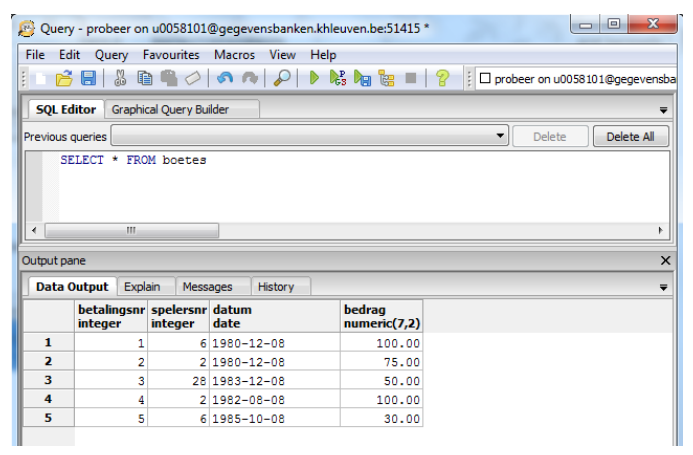 Query - probeer on u0058101@gegevensbanken.khleuven.be:51415 *
File Edit Query Favourites Macros View Help
probeer on u0058101@gegevensba
SQL Editor Graphical Query Builder
Previous queries Delete Delete All
SELECT * FROM boetes
Output pane
Data Output Explain Messages History
betalingsnr spelersnr datum bedrag
integer integer date numeric(7,2)
1 1 6 1980-12-08 100.00
2 2 2 1980-12-08 75.00
3 3 28 1983-12-08 50.00
4 4 2 1982-08-08 100.00
5 5 6 1985-10-08 30.00